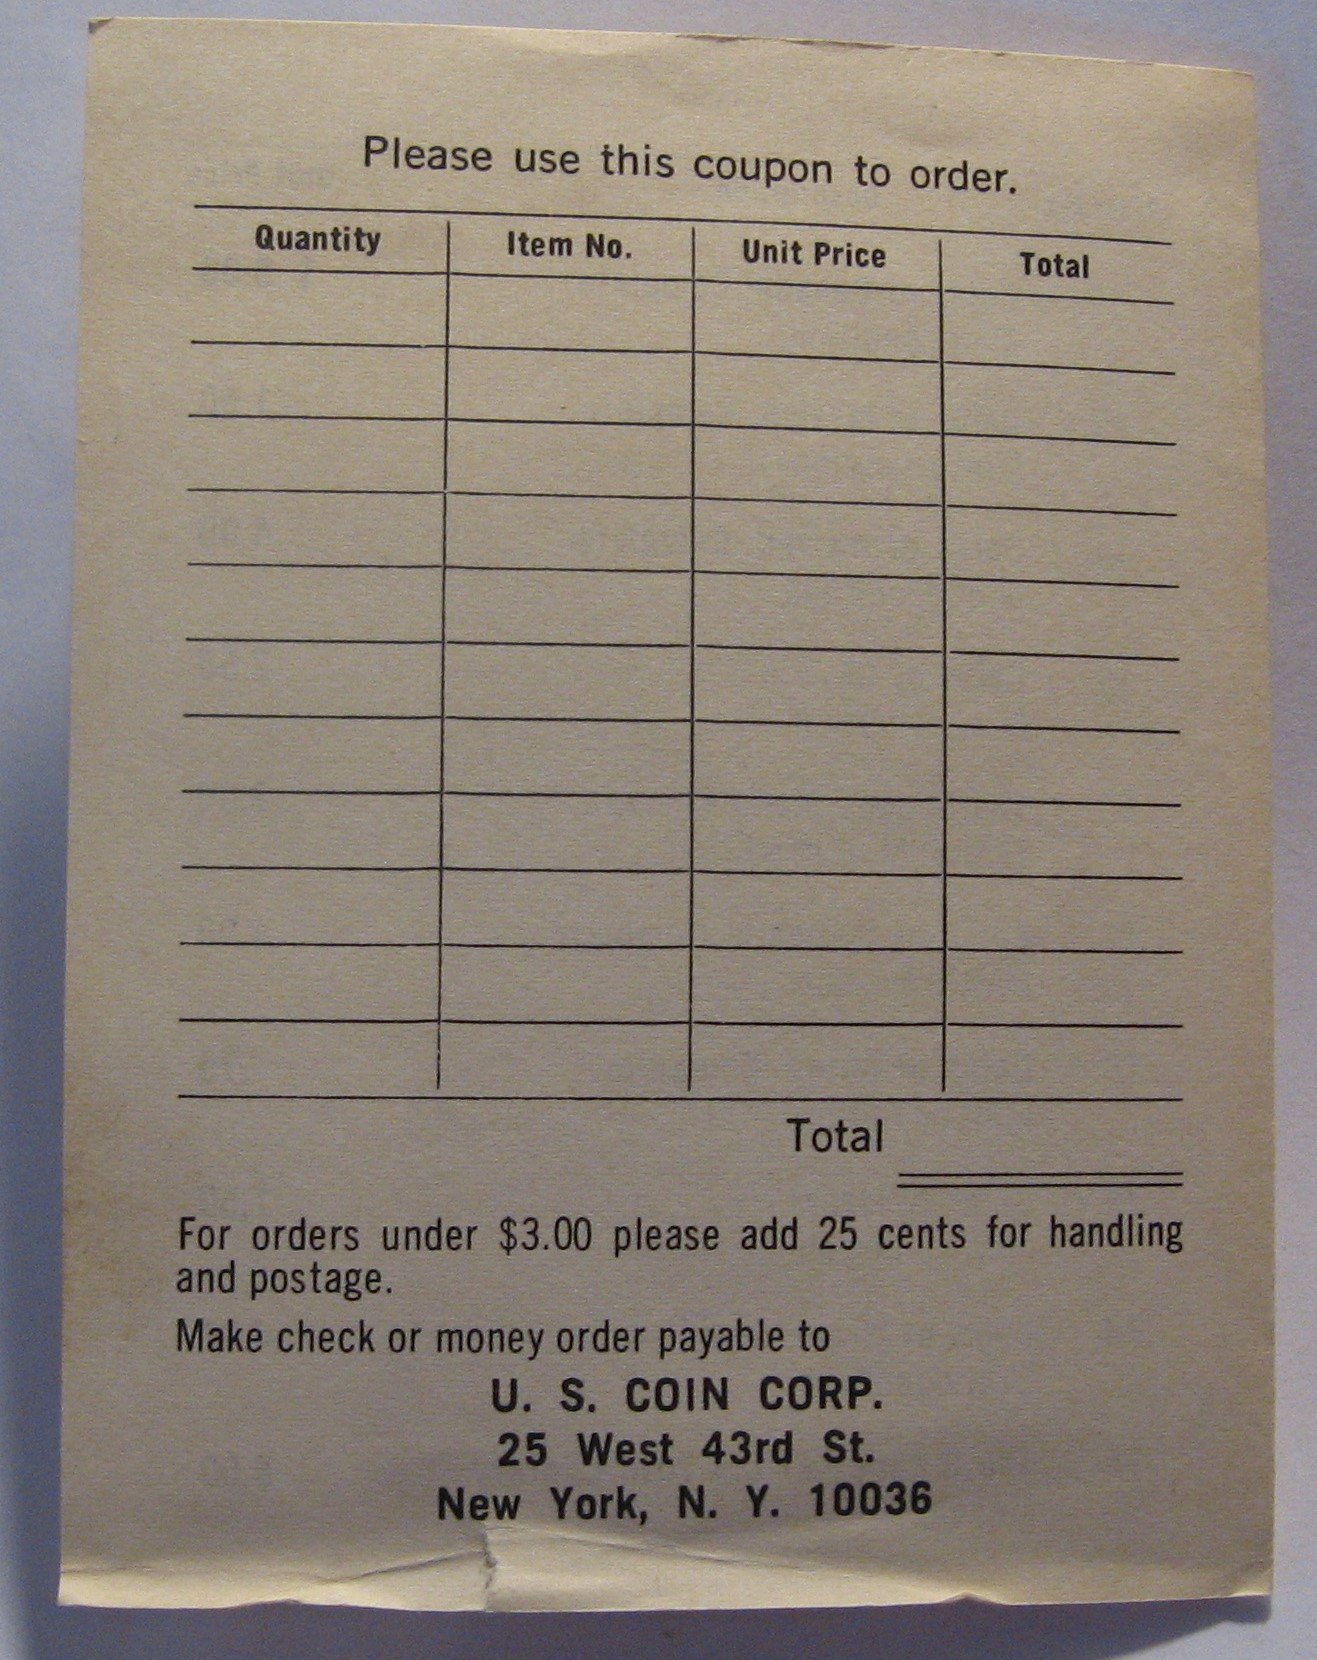 Please use this coupon to order.
Quantity Item No. Unit Price Total
Total
For orders under $3.00 please add 25 cents for handling
and postage.
Make check or money order payable to
U. S. COIN CORP.
25 West 43rd St.
New York, N. Y. 10036